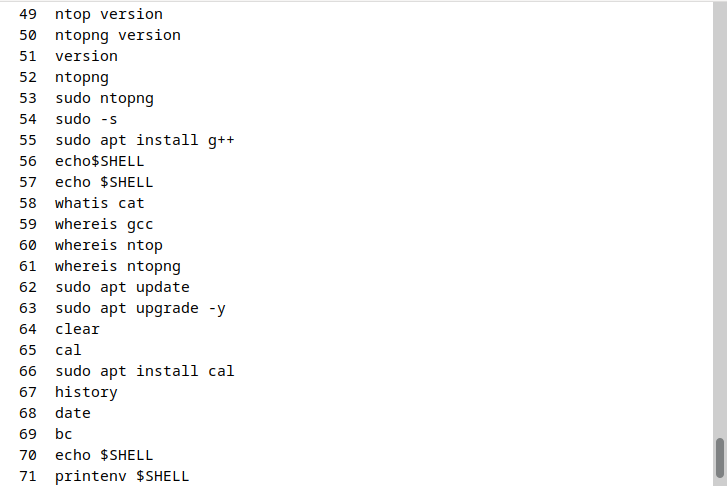 49 ntop version
50 ntopng version
51 version
52 ntopng
53 sudo ntopng
54 sudo -s
55 sudo apt install g++
56 echo$SHELL
57 echo $SHELL
58 whatis cat
59 whereis gcc
60 whereis ntop
61 whereis ntopng
62 sudo apt update
63 sudo apt upgrade -y
64 clear
65 cal
66 sudo apt install cal
67 history
68 date
69 bc
70 echo $SHELL
71 printenv $SHELL